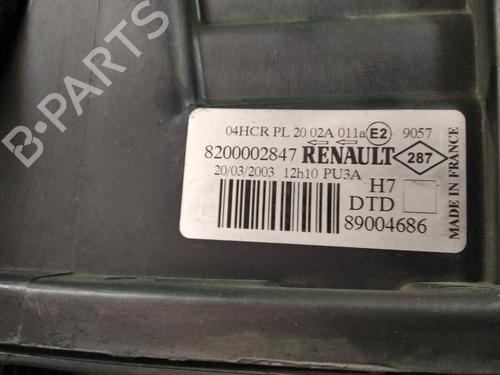 04HCR PL 20 02A 011a E2 9057
8200002847 RENAULT 287
20/03/2003 12h10 PU3A
H7
DTD
89004686
MADE IN FRANCE
B-PARTS